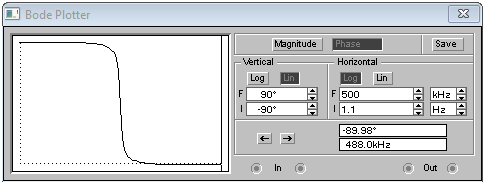 Bode Plotter
Magnitude Phase Save
Vertical Horizontal
Log Lin Log Lin
F 90° F 500 kHz
I -90° I 1.1 Hz
-89.98°
488.0kHz
In Out